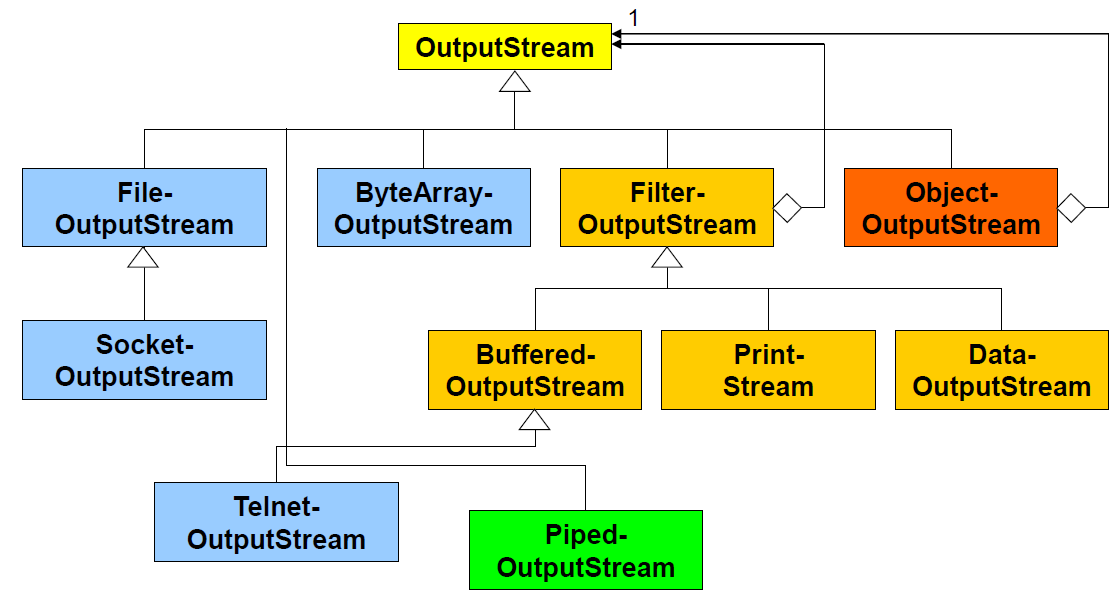 1
OutputStream
File-
OutputStream
ByteArray-
OutputStream
Filter-
OutputStream
Object-
OutputStream
Socket-
OutputStream
Buffered-
OutputStream
Print-
Stream
Data-
OutputStream
Telnet-
OutputStream
Piped-
OutputStream